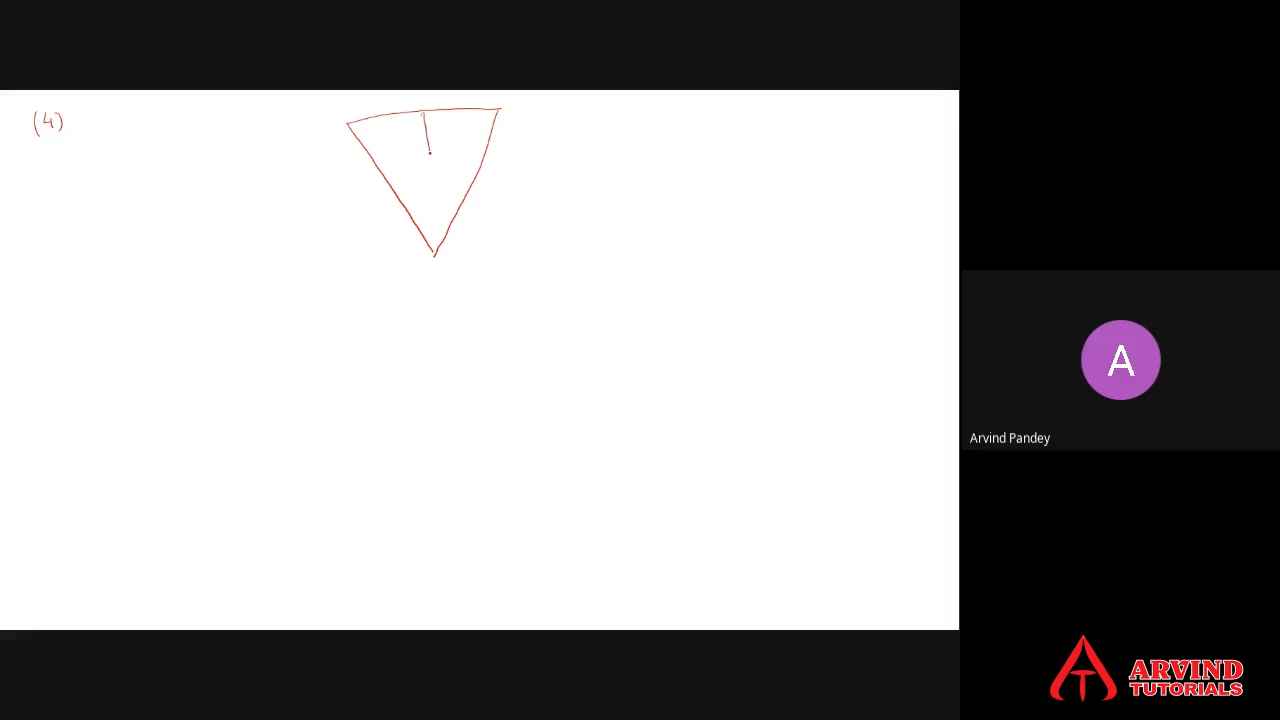 (4)
A
Arvind Pandey
ARVIND
TUTORIALS